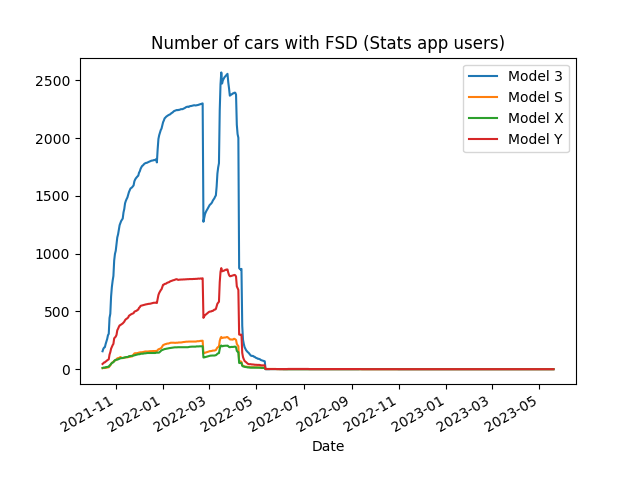 Number of cars with FSD (Stats app users)
Model 3
Model S
Model X
Model Y
2500
2000
1500
1000
500
0
2021-11
2022-01
2022-03
2022-05
2022-07
2022-09
2022-11
2023-01
2023-03
2023-05
Date